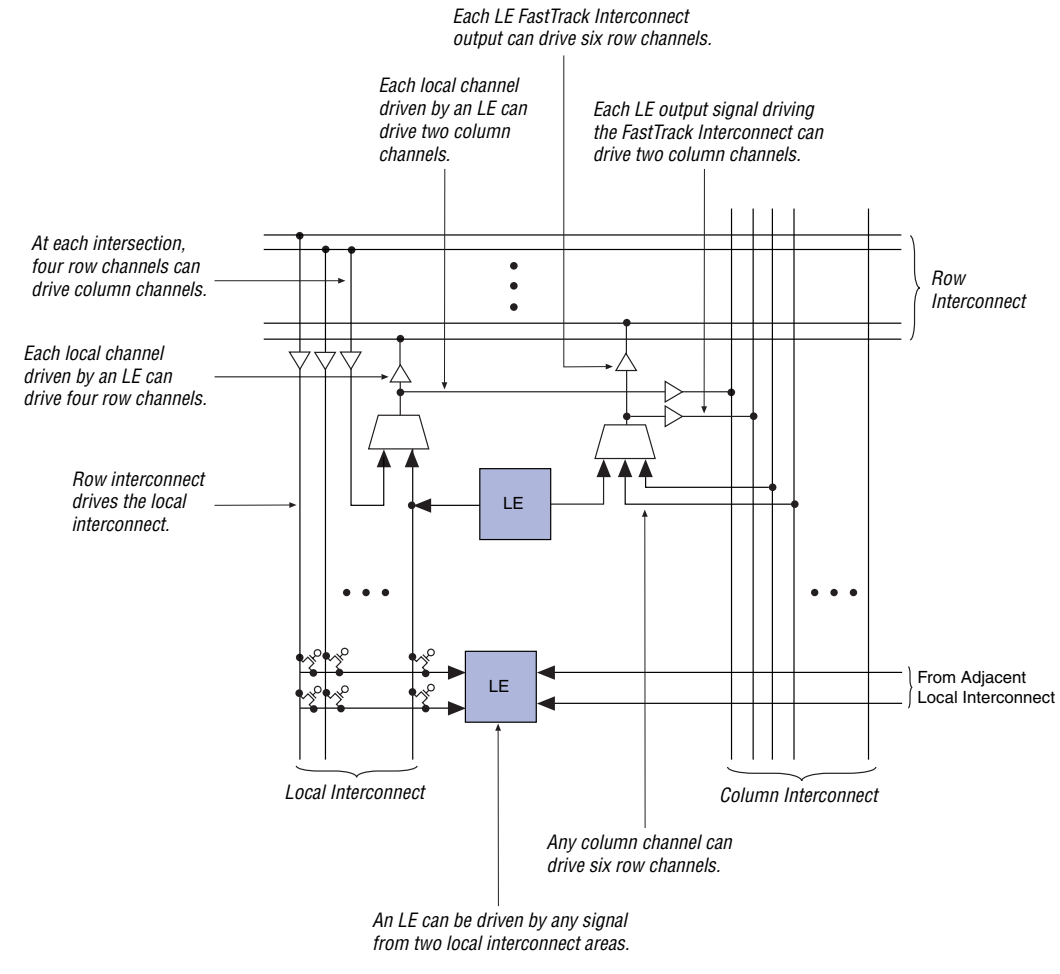 Each LE FastTrack Interconnect
output can drive six row channels.
Each local channel
driven by an LE can
drive two column
channels.
Each LE output signal driving
the FastTrack Interconnect can
drive two column channels.
At each intersection,
four row channels can
drive column channels.
Row
Interconnect
Each local channel
driven by an LE can
drive four row channels.
Row interconnect
drives the local
interconnect.
LE
LE
From Adjacent
Local Interconnect
Local Interconnect
Column Interconnect
Any column channel can
drive six row channels.
An LE can be driven by any signal
from two local interconnect areas.